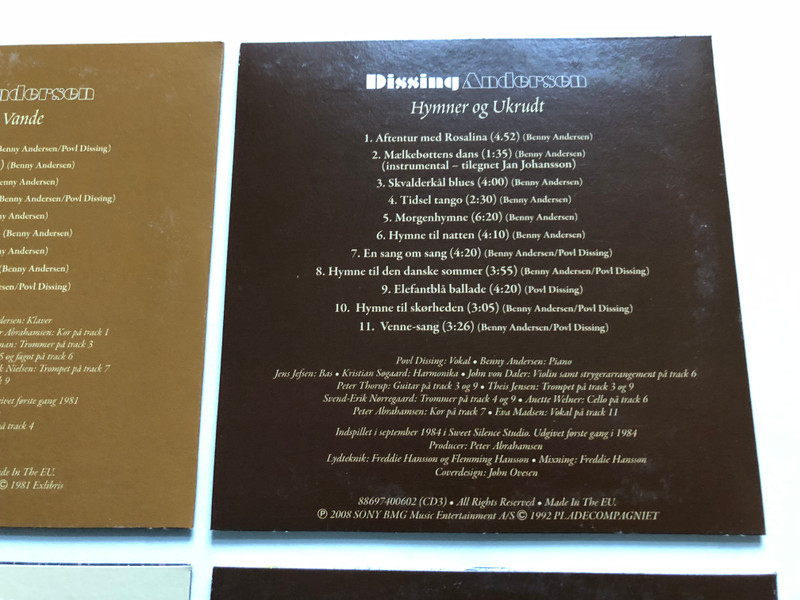 ndersen
Vande
Benny Andersen/Povl Dissing)
) (Benny Andersen)
enny Andersen)
Benny Andersen/Povl Dissing)
ny Andersen)
(Benny Andersen)
ny Andersen)
(Benny Andersen)
ersen/Povl Dissing)
dersen: Klaver
r Abrahamsen: Kor på track 1
man: Trommer på track 3
5 og fagot på track 6
k Nielsen: Trompet på track 7
k 9
givet første gang 1981
på track 4
de In The EU.
© 1981 Exlibris
Dissing Andersen
Hymner og Ukrudt
1. Aftentur med Rosalina (4.52) (Benny Andersen)
2. Mælkebøttens dans (1:35) (Benny Andersen)
(instrumental – tilegnet Jan Johansson)
3. Skvalderkål blues (4:00) (Benny Andersen)
4. Tidsel tango (2:30) (Benny Andersen)
5. Morgenhymne (6:20) (Benny Andersen)
6. Hymne til natten (4:10) (Benny Andersen)
7. En sang om sang (4:20) (Benny Andersen/Povl Dissing)
8. Hymne til den danske sommer (3:55) (Benny Andersen/Povl Dissing)
9. Elefantblå ballade (4:20) (Povl Dissing)
10. Hymne til skørheden (3:05) (Benny Andersen/Povl Dissing)
11. Venne-sang (3:26) (Benny Andersen/Povl Dissing)
Povl Dissing: Vokal • Benny Andersen: Piano
Jens Jefsen: Bas • Kristian Søgaard: Harmonika • John von Daler: Violin samt strygerarrangement på track 6
Peter Thorup: Guitar på track 3 og 9 • Theis Jensen: Trompet på track 3 og 9
Svend-Erik Nørregaard: Trommer på track 4 og 9 • Anette Welner: Cello på track 6
Peter Abrahamsen: Kor på track 7 • Eva Madsen: Vokal på track 11
Indspillet i september 1984 i Sweet Silence Studio. Udgivet første gang i 1984
Producer: Peter Abrahamsen
Lydteknik: Freddie Hansson og Flemming Hansson • Mixning: Freddie Hansson
Coverdesign: John Ovesen
88697400602 (CD3) • All Rights Reserved • Made In The EU.
℗ 2008 SONY BMG Music Entertainment A/S © 1992 PLADECOMPAGNIET